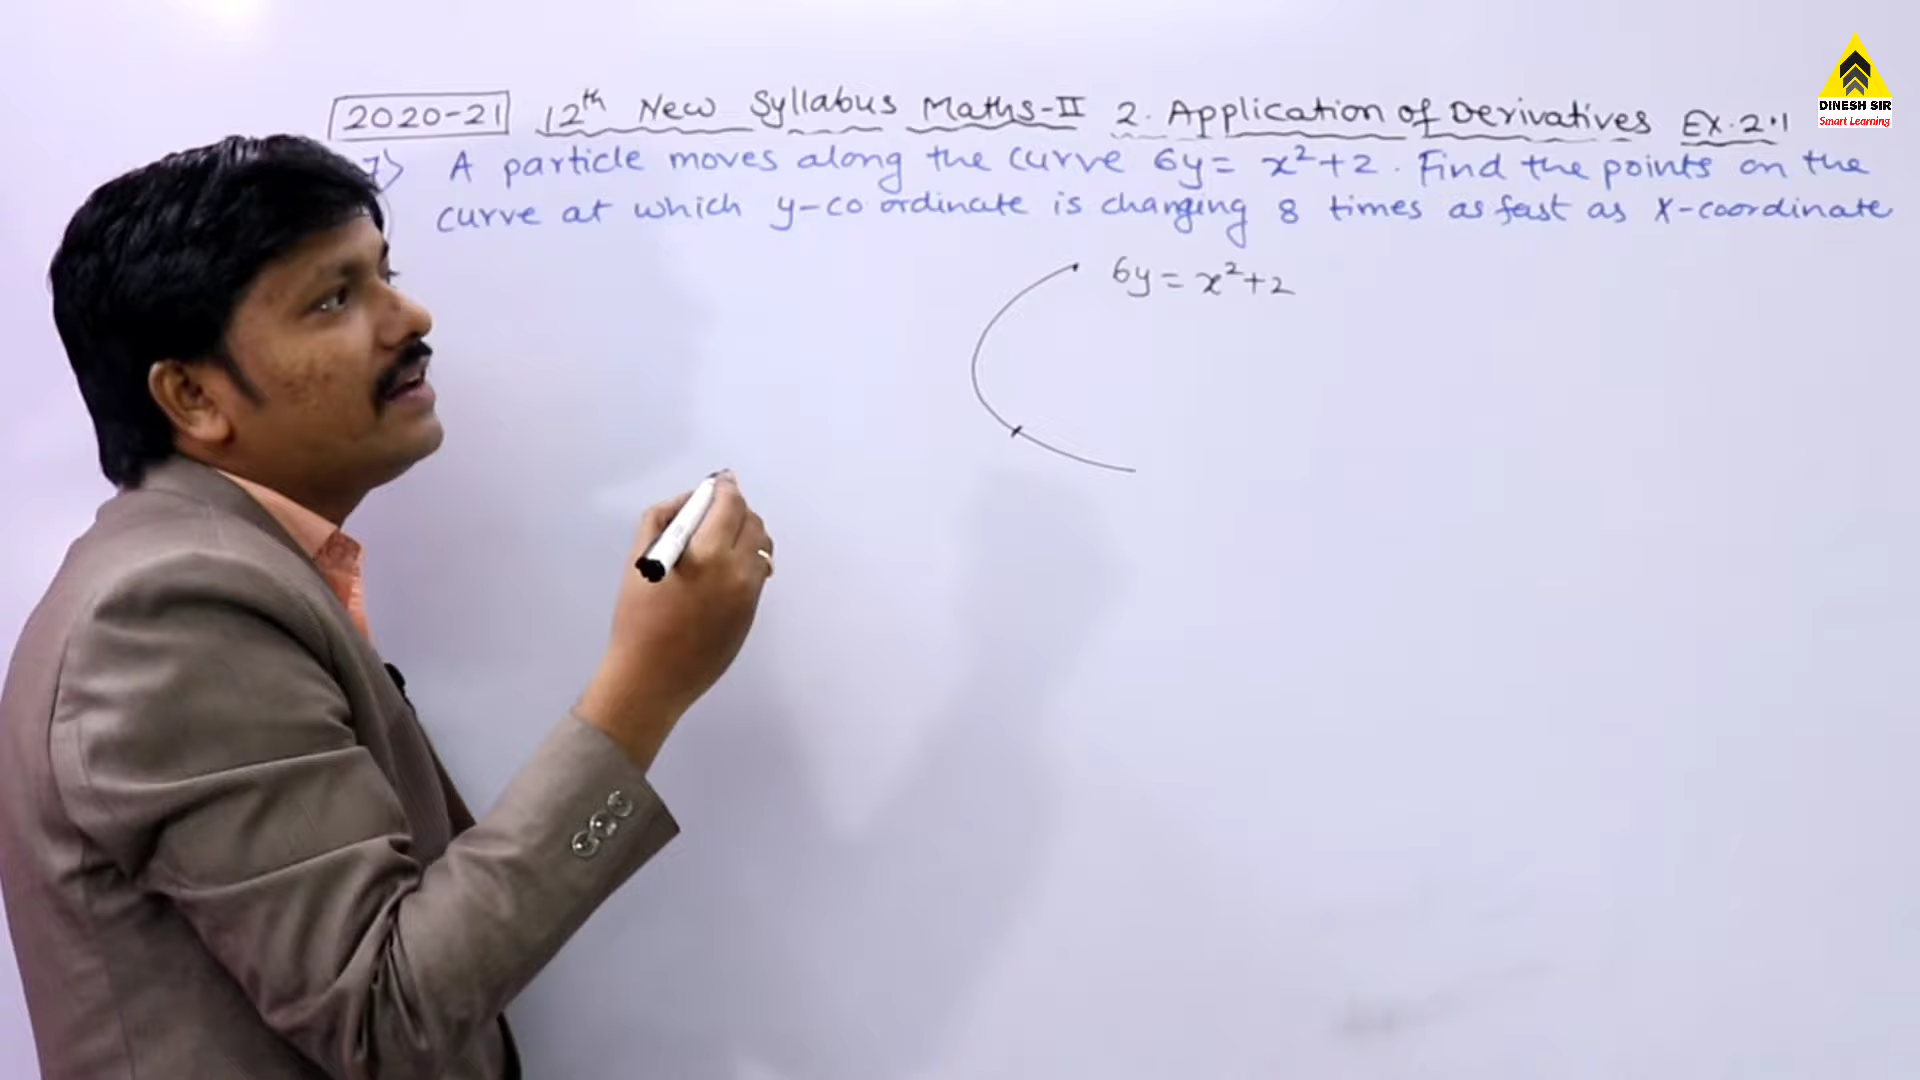 2020-21 12th New Syllabus Maths-II 2. Application of Derivatives Ex.2.1
7) A particle moves along the curve 6y = x²+2. Find the points on the
curve at which y-co ordinate is changing 8 times as fast as X-coordinate
6y = x²+2
DINESH SIR
Smart Learning